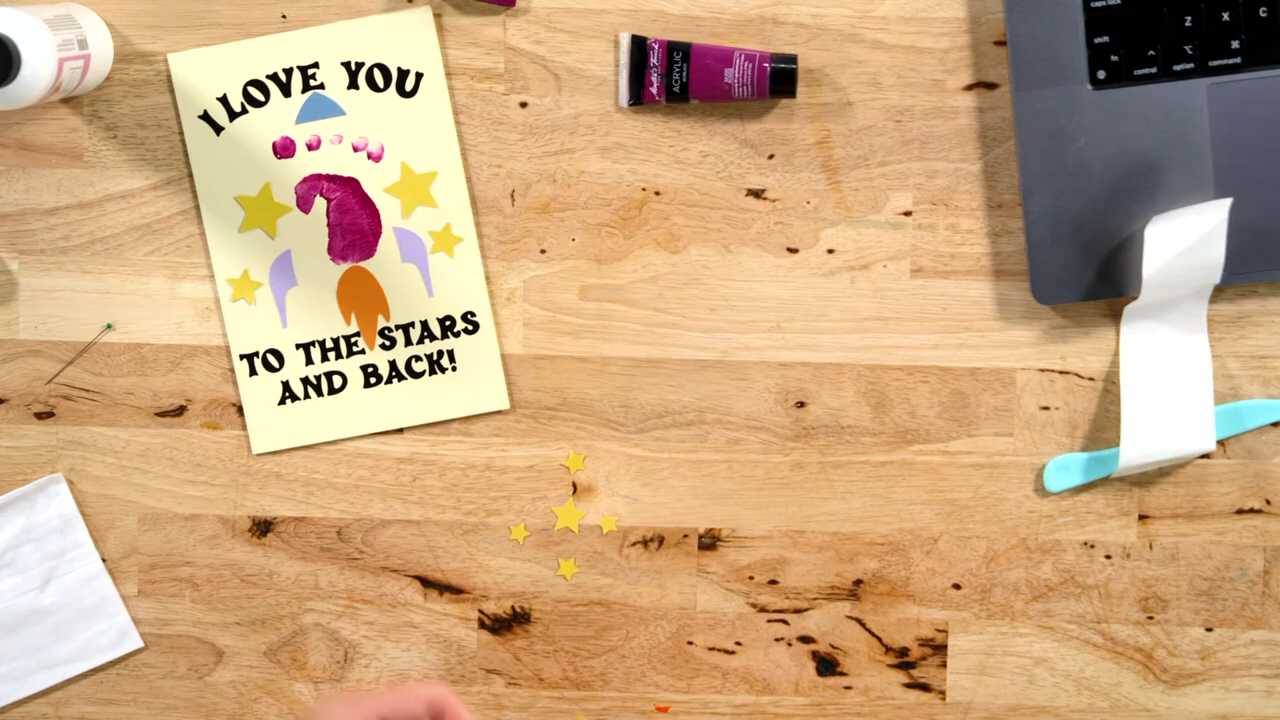 I LOVE YOU
TO THE STARS
AND BACK!
ACRYLIC
caps lock
shift
Z X C
fn
control option command
⌘